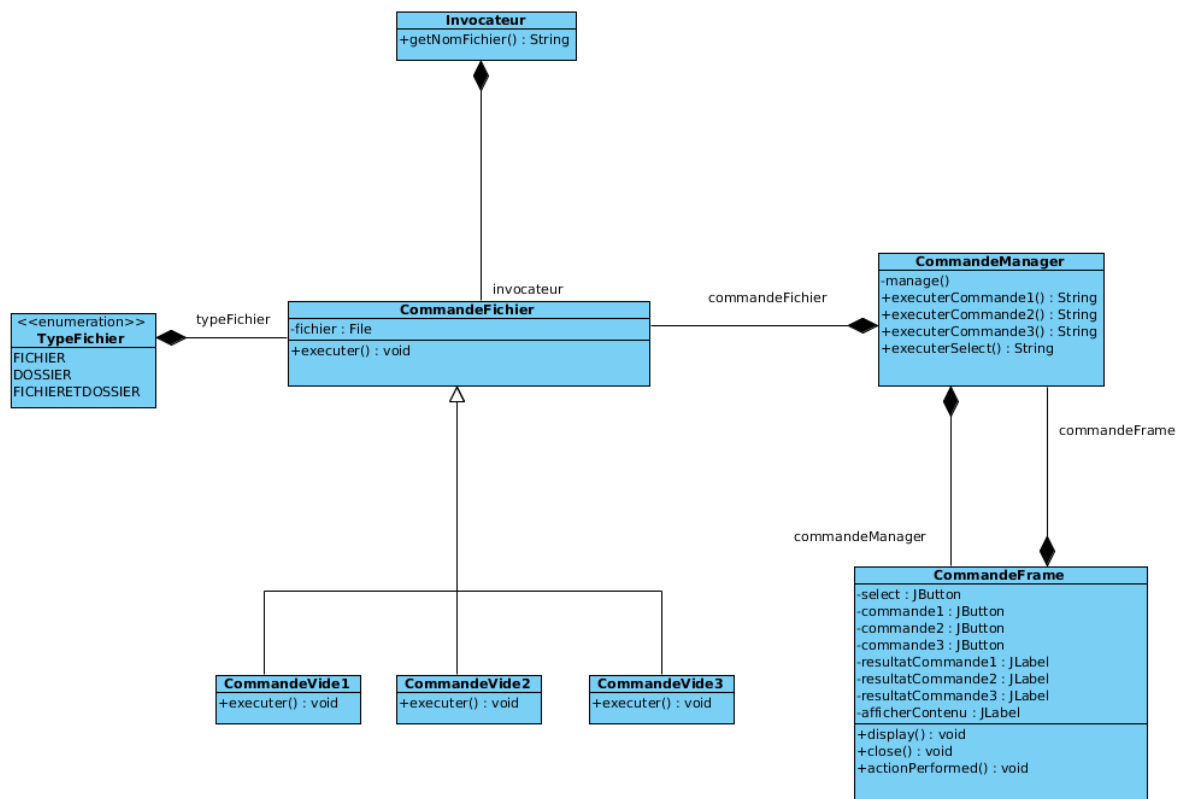 Invocateur
+getNomFichier() : String
invocateur
<<enumeration>>
TypeFichier
FICHIER
DOSSIER
FICHIERETDOSSIER
typeFichier
CommandeFichier
-fichier : File
+executer() : void
commandeFichier
CommandeManager
-manage()
+executerCommande1() : String
+executerCommande2() : String
+executerCommande3() : String
+executerSelect() : String
commandeFrame
commandeManager
CommandeVide1
+executer() : void
CommandeVide2
+executer() : void
CommandeVide3
+executer() : void
CommandeFrame
-select : JButton
-commande1 : JButton
-commande2 : JButton
-commande3 : JButton
-resultatCommande1 : JLabel
-resultatCommande2 : JLabel
-resultatCommande3 : JLabel
-afficherContenu : JLabel
+display() : void
+close() : void
+actionPerformed() : void